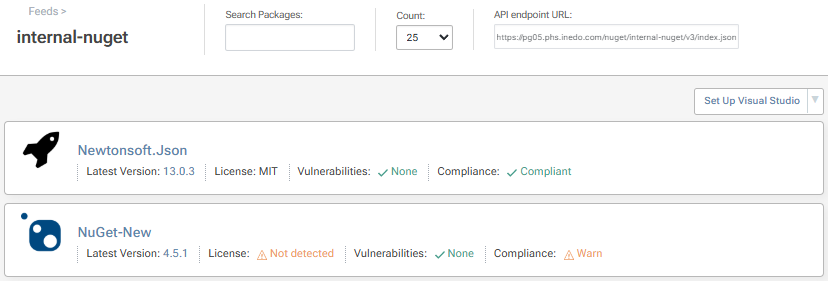 Feeds >
internal-nuget
Search Packages:
Count:
25
API endpoint URL:
https://pg05.phs.inedo.com/nuget/internal-nuget/v3/index.json
Set Up Visual Studio
Newtonsoft.Json
Latest Version: 13.0.3 License: MIT Vulnerabilities: None Compliance: Compliant
NuGet-New
Latest Version: 4.5.1 License: Not detected Vulnerabilities: None Compliance: Warn